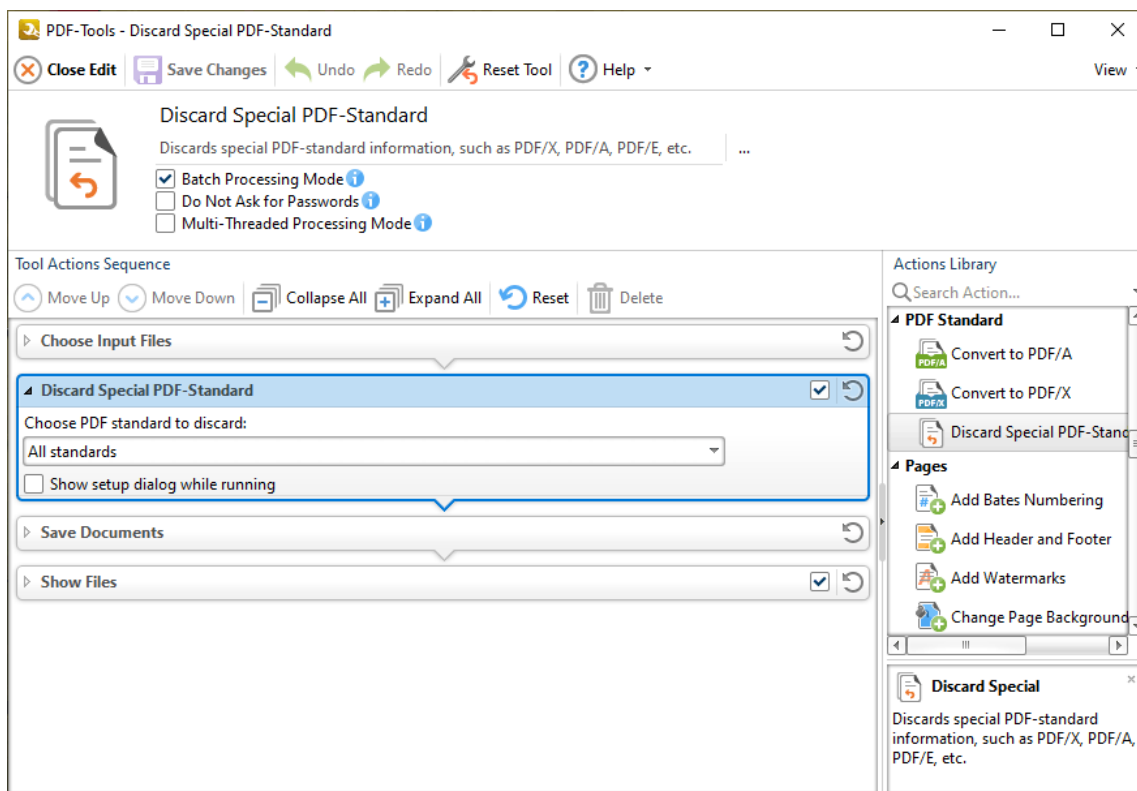 PDF-Tools - Discard Special PDF-Standard
Close Edit Save Changes Undo Redo Reset Tool ? Help View
Discard Special PDF-Standard
Discards special PDF-standard information, such as PDF/X, PDF/A, PDF/E, etc. ...
Batch Processing Mode i
Do Not Ask for Passwords i
Multi-Threaded Processing Mode i
Tool Actions Sequence
Move Up Move Down Collapse All Expand All Reset Delete
Choose Input Files
Discard Special PDF-Standard
Choose PDF standard to discard:
All standards
Show setup dialog while running
Save Documents
Show Files
Actions Library
Search Action...
PDF Standard
PDF/A Convert to PDF/A
PDF/X Convert to PDF/X
Discard Special PDF-Stand
Pages
# Add Bates Numbering
Add Header and Footer
Add Watermarks
Change Page Background
Discard Special
Discards special PDF-standard
information, such as PDF/X, PDF/A,
PDF/E, etc.